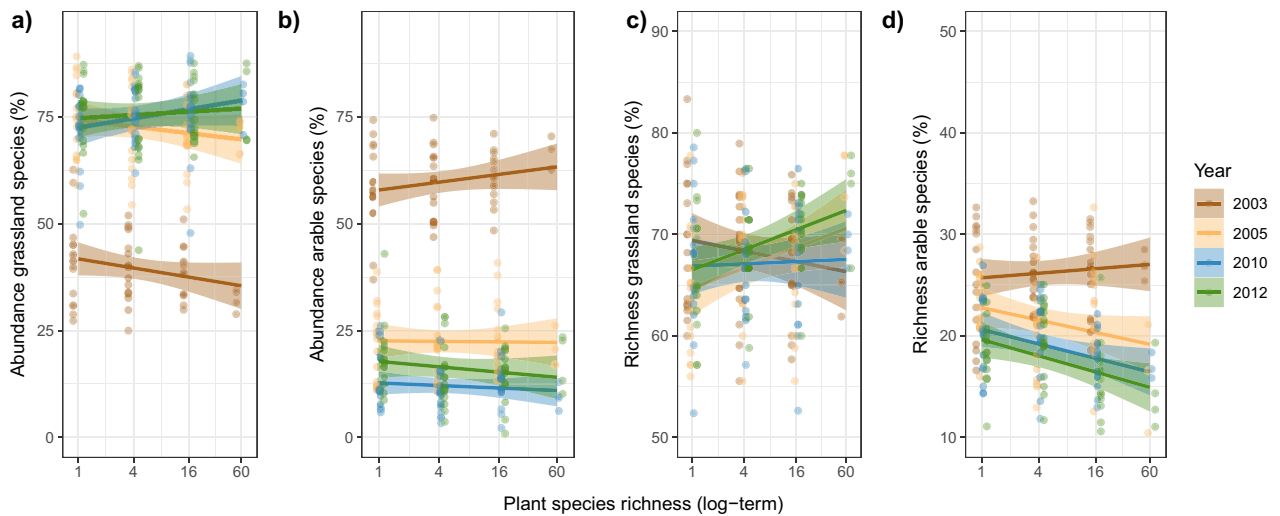 a)
Abundance grassland species (%)
75
50
25
0
1 4 16 60
b)
Abundance arable species (%)
75
50
25
0
1 4 16 60
c)
Richness grassland species (%)
90
80
70
60
50
1 4 16 60
d)
Richness arable species (%)
50
40
30
20
10
1 4 16 60
Plant species richness (log−term)
Year
2003
2005
2010
2012